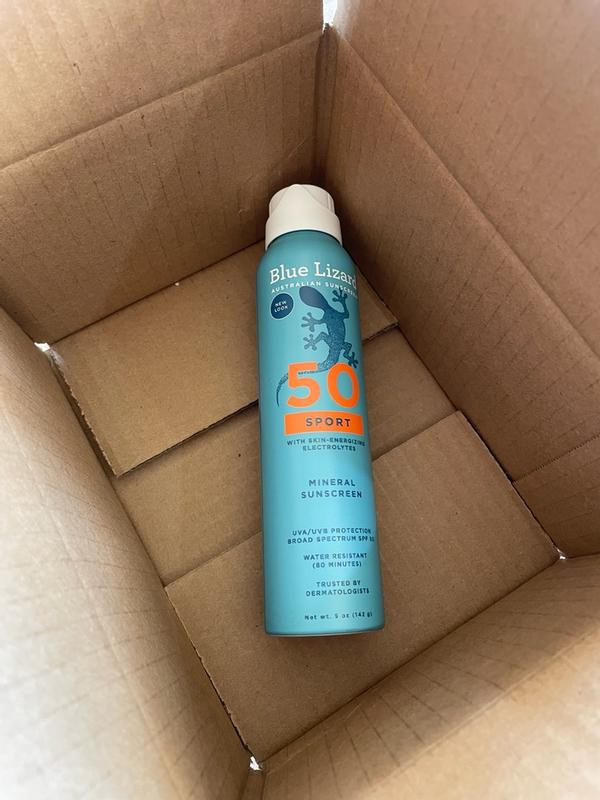 Blue Lizard
AUSTRALIAN SUNSCREEN
NEW
LOOK
50
SPORT
WITH SKIN-ENERGIZING
ELECTROLYTES
MINERAL
SUNSCREEN
UVA/UVB PROTECTION
BROAD SPECTRUM SPF 50
WATER RESISTANT
(80 MINUTES)
TRUSTED BY
DERMATOLOGISTS
Net wt. 5 oz (142 g)